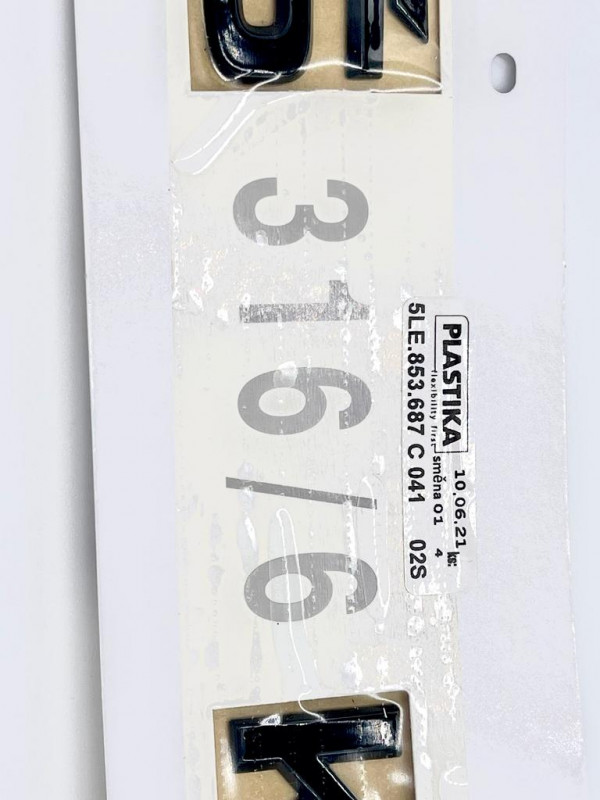 PLASTIKA 10.06.21 ks:
flexibility first směna 01 4
5LE.853.687 C 041 02S
316/6
K